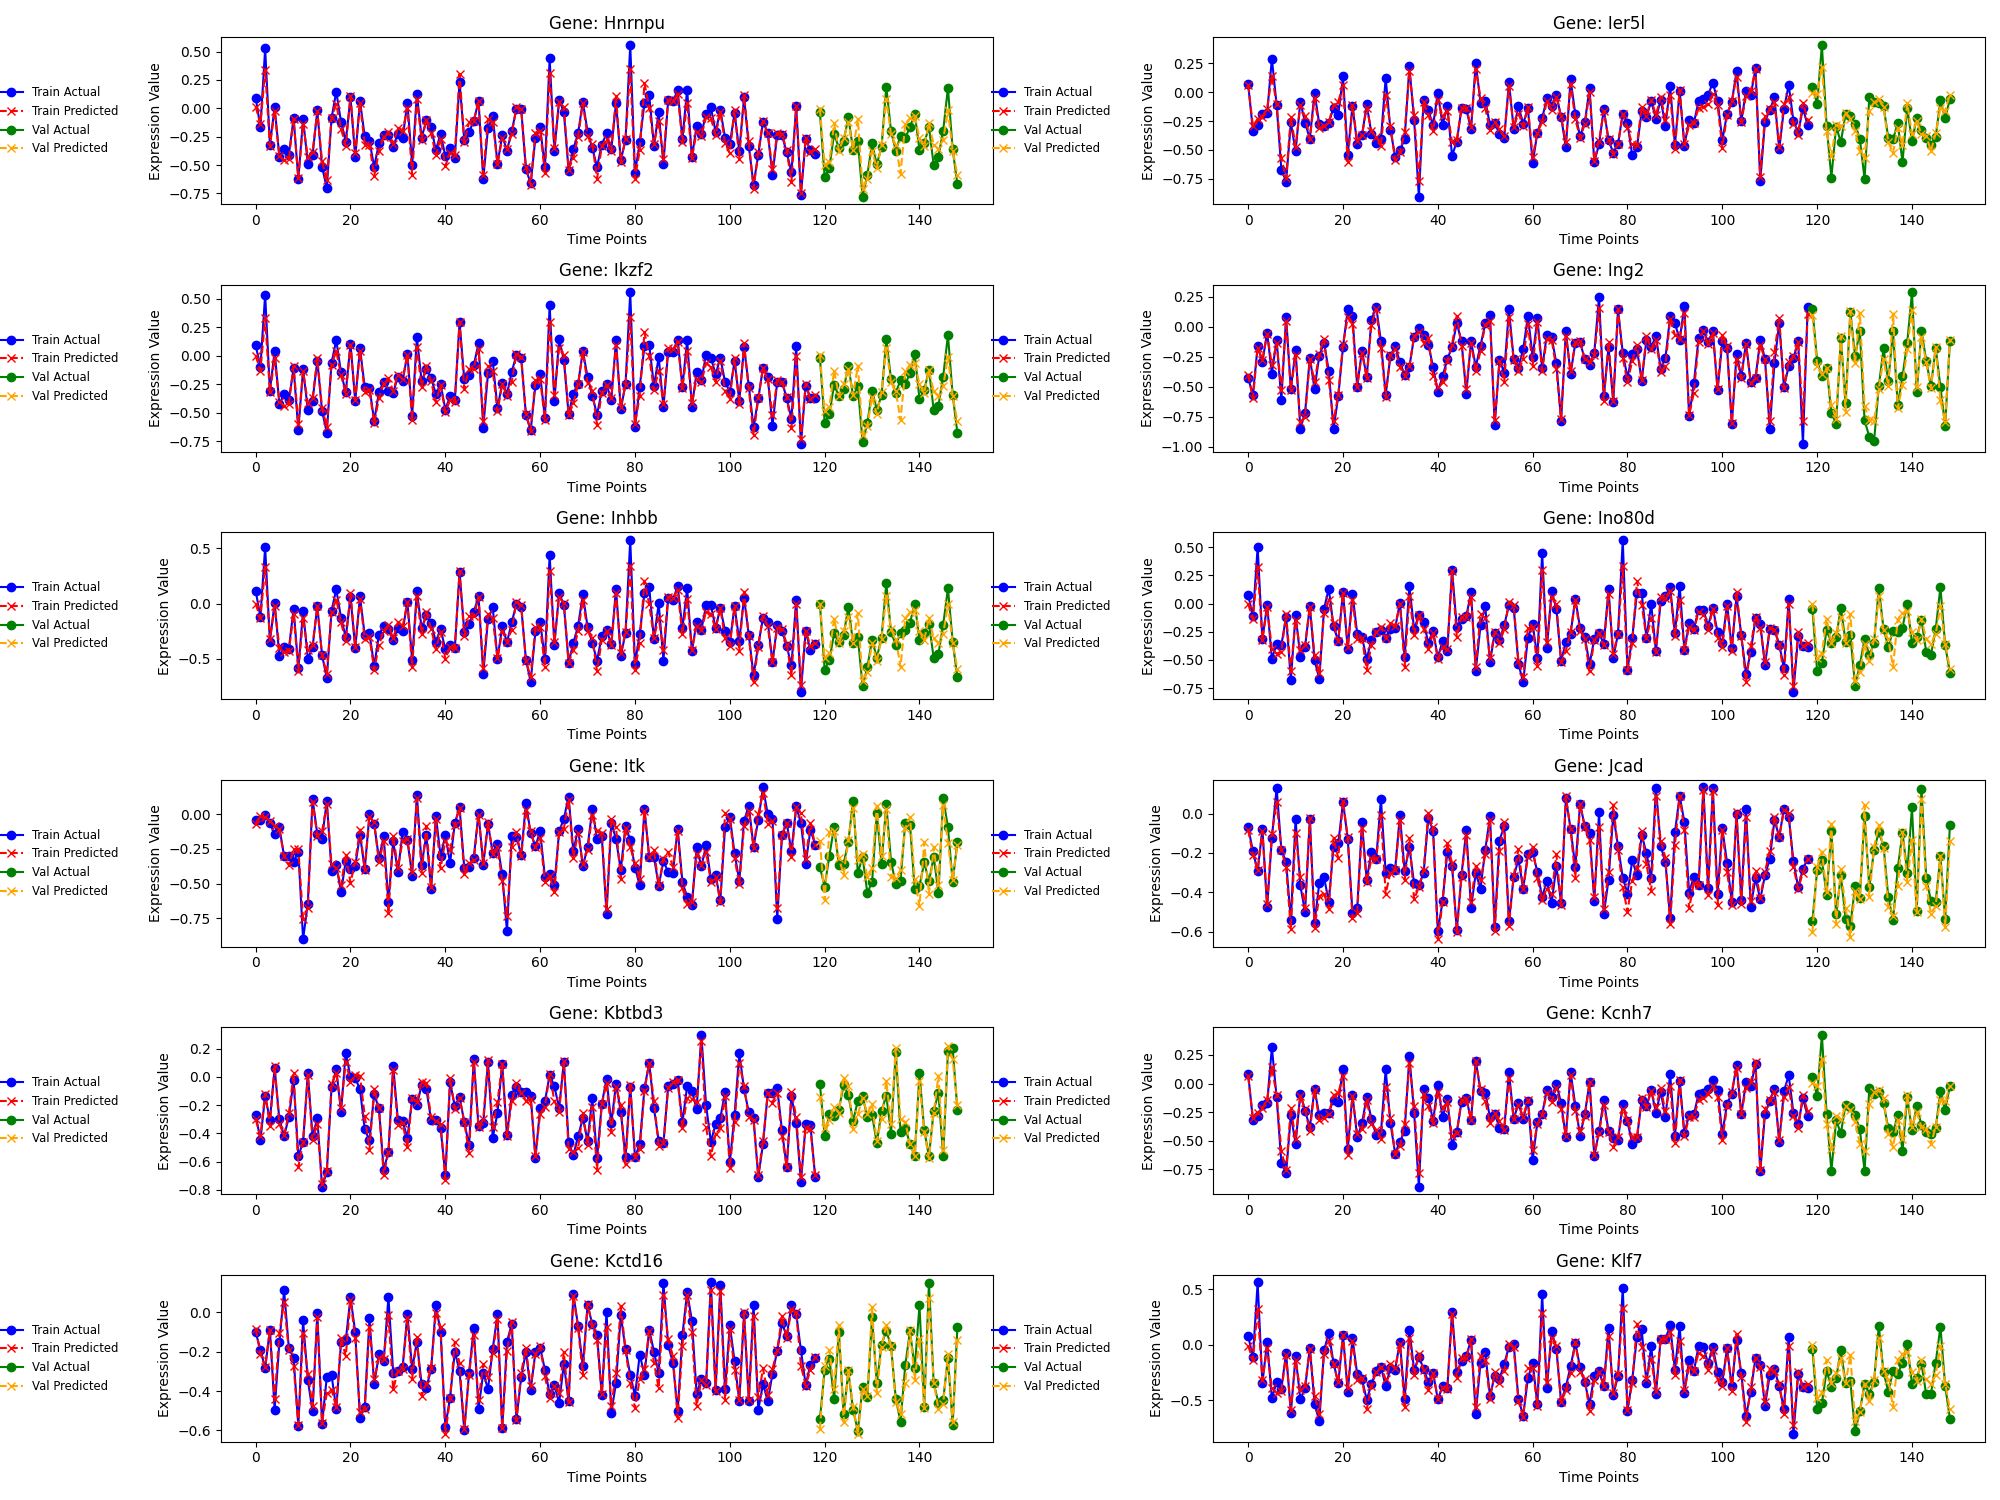 Gene: Hnrnpu
Expression Value
0.50
0.25
0.00
−0.25
−0.50
−0.75
0
20
40
60
80
100
120
140
Time Points
Train Actual
Train Predicted
Val Actual
Val Predicted
Gene: Ier5l
Expression Value
0.25
0.00
−0.25
−0.50
−0.75
0
20
40
60
80
100
120
140
Time Points
Train Actual
Train Predicted
Val Actual
Val Predicted
Gene: Ikzf2
Expression Value
0.50
0.25
0.00
−0.25
−0.50
−0.75
0
20
40
60
80
100
120
140
Time Points
Train Actual
Train Predicted
Val Actual
Val Predicted
Gene: Ing2
Expression Value
0.25
0.00
−0.25
−0.50
−0.75
−1.00
0
20
40
60
80
100
120
140
Time Points
Train Actual
Train Predicted
Val Actual
Val Predicted
Gene: Inhbb
Expression Value
0.5
0.0
−0.5
0
20
40
60
80
100
120
140
Time Points
Train Actual
Train Predicted
Val Actual
Val Predicted
Gene: Ino80d
Expression Value
0.50
0.25
0.00
−0.25
−0.50
−0.75
0
20
40
60
80
100
120
140
Time Points
Train Actual
Train Predicted
Val Actual
Val Predicted
Gene: Itk
Expression Value
0.00
−0.25
−0.50
−0.75
0
20
40
60
80
100
120
140
Time Points
Train Actual
Train Predicted
Val Actual
Val Predicted
Gene: Jcad
Expression Value
0.0
−0.2
−0.4
−0.6
0
20
40
60
80
100
120
140
Time Points
Train Actual
Train Predicted
Val Actual
Val Predicted
Gene: Kbtbd3
Expression Value
0.2
0.0
−0.2
−0.4
−0.6
−0.8
0
20
40
60
80
100
120
140
Time Points
Train Actual
Train Predicted
Val Actual
Val Predicted
Gene: Kcnh7
Expression Value
0.25
0.00
−0.25
−0.50
−0.75
0
20
40
60
80
100
120
140
Time Points
Train Actual
Train Predicted
Val Actual
Val Predicted
Gene: Kctd16
Expression Value
0.0
−0.2
−0.4
−0.6
0
20
40
60
80
100
120
140
Time Points
Train Actual
Train Predicted
Val Actual
Val Predicted
Gene: Klf7
Expression Value
0.5
0.0
−0.5
0
20
40
60
80
100
120
140
Time Points
Train Actual
Train Predicted
Val Actual
Val Predicted